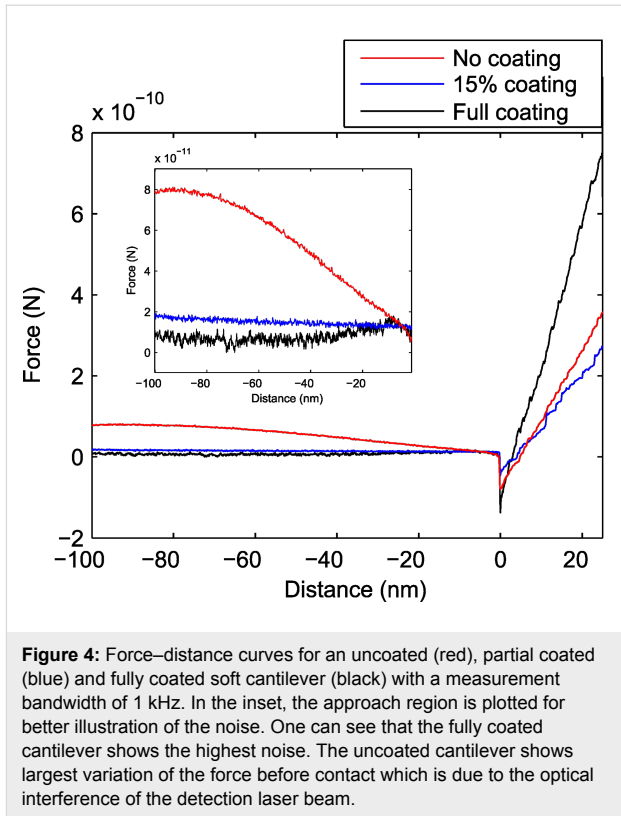 No coating
15% coating
Full coating
x 10⁻¹⁰
8
6
4
2
0
−2
Force (N)
−100
−80
−60
−40
−20
0
20
Distance (nm)
x 10⁻¹¹
8
6
4
2
0
Force (N)
−100
−80
−60
−40
−20
Distance (nm)
Figure 4: Force–distance curves for an uncoated (red), partial coated
(blue) and fully coated soft cantilever (black) with a measurement
bandwidth of 1 kHz. In the inset, the approach region is plotted for
better illustration of the noise. One can see that the fully coated
cantilever shows the highest noise. The uncoated cantilever shows
largest variation of the force before contact which is due to the optical
interference of the detection laser beam.